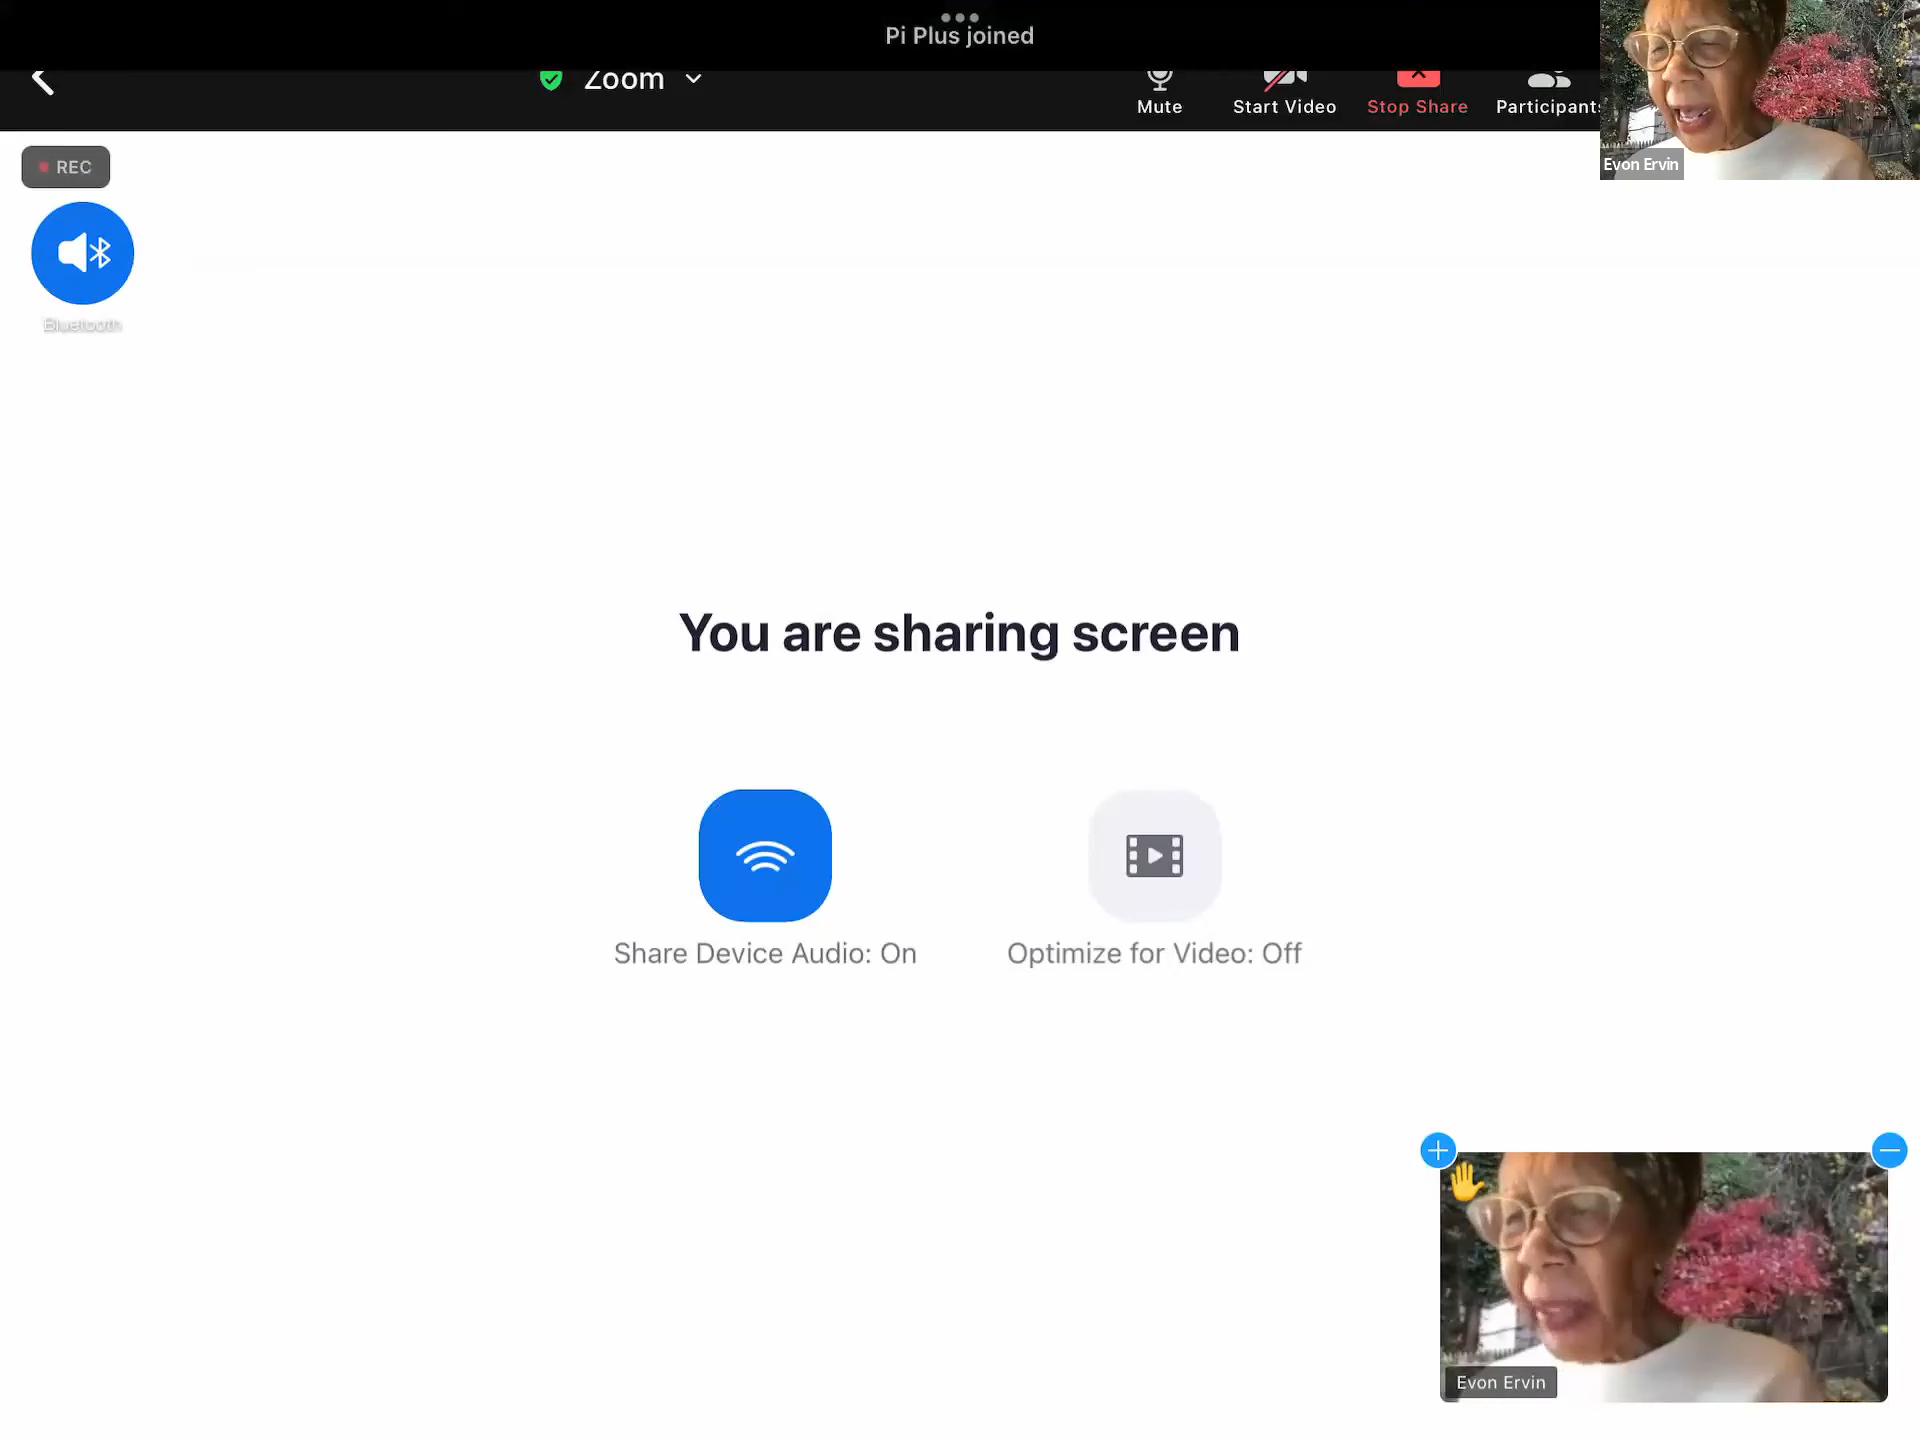 Pi Plus joined
Zoom
Mute
Start Video
Stop Share
Participants
Evon Ervin
REC
Bluetooth
You are sharing screen
Share Device Audio: On
Optimize for Video: Off
Evon Ervin